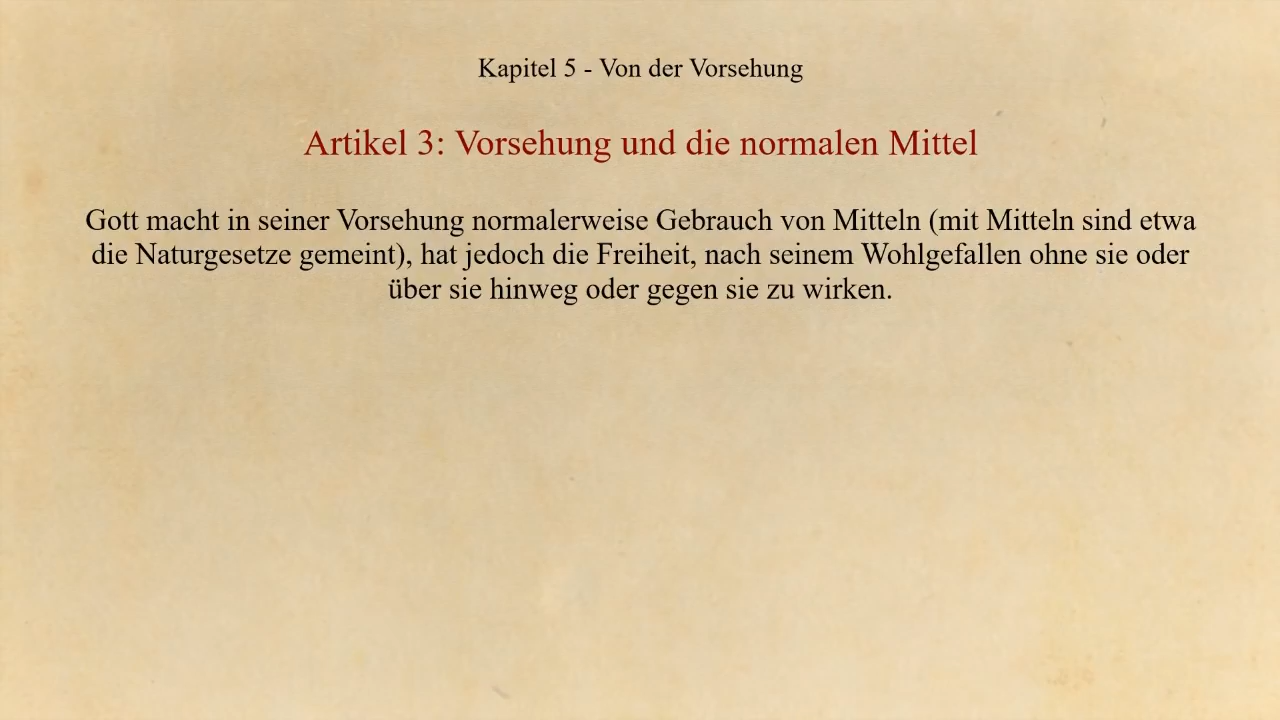 Kapitel 5 - Von der Vorsehung
Artikel 3: Vorsehung und die normalen Mittel
Gott macht in seiner Vorsehung normalerweise Gebrauch von Mitteln (mit Mitteln sind etwa
die Naturgesetze gemeint), hat jedoch die Freiheit, nach seinem Wohlgefallen ohne sie oder
über sie hinweg oder gegen sie zu wirken.